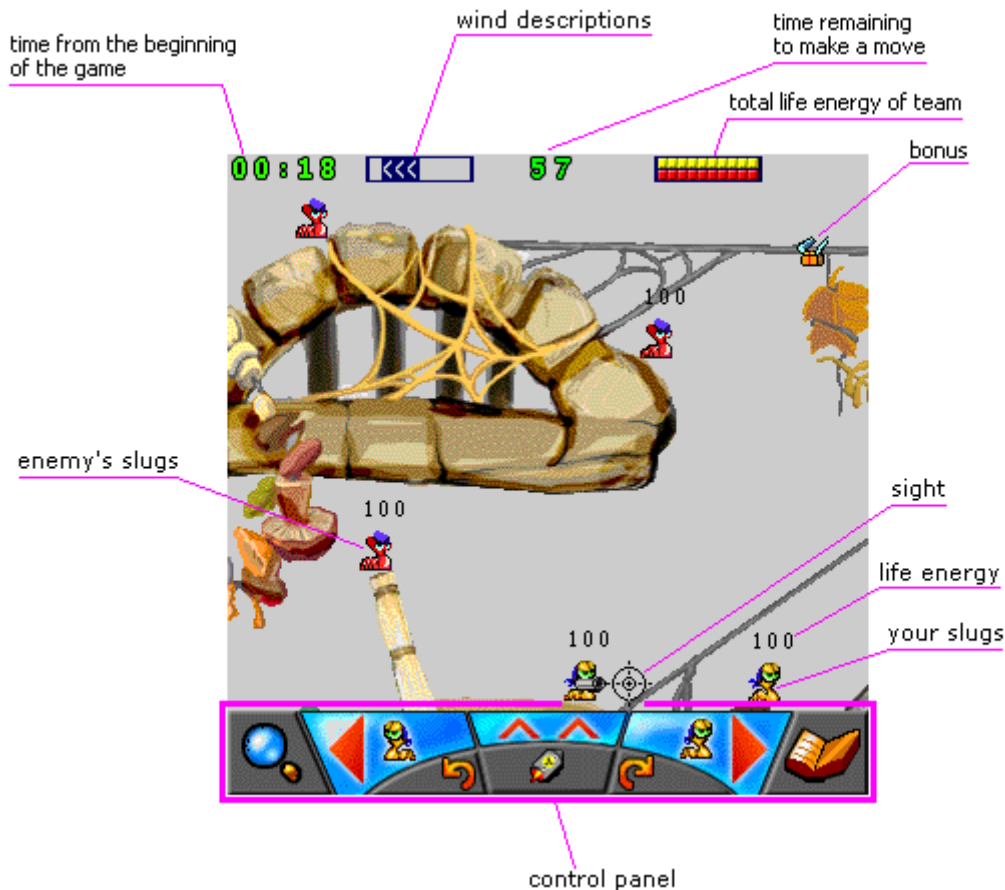 wind descriptions
time remaining
to make a move
time from the beginning
of the game
total life energy of team
bonus
00:18
<<<
57
100
enemy's slugs
100
sight
life energy
100
100
your slugs
control panel